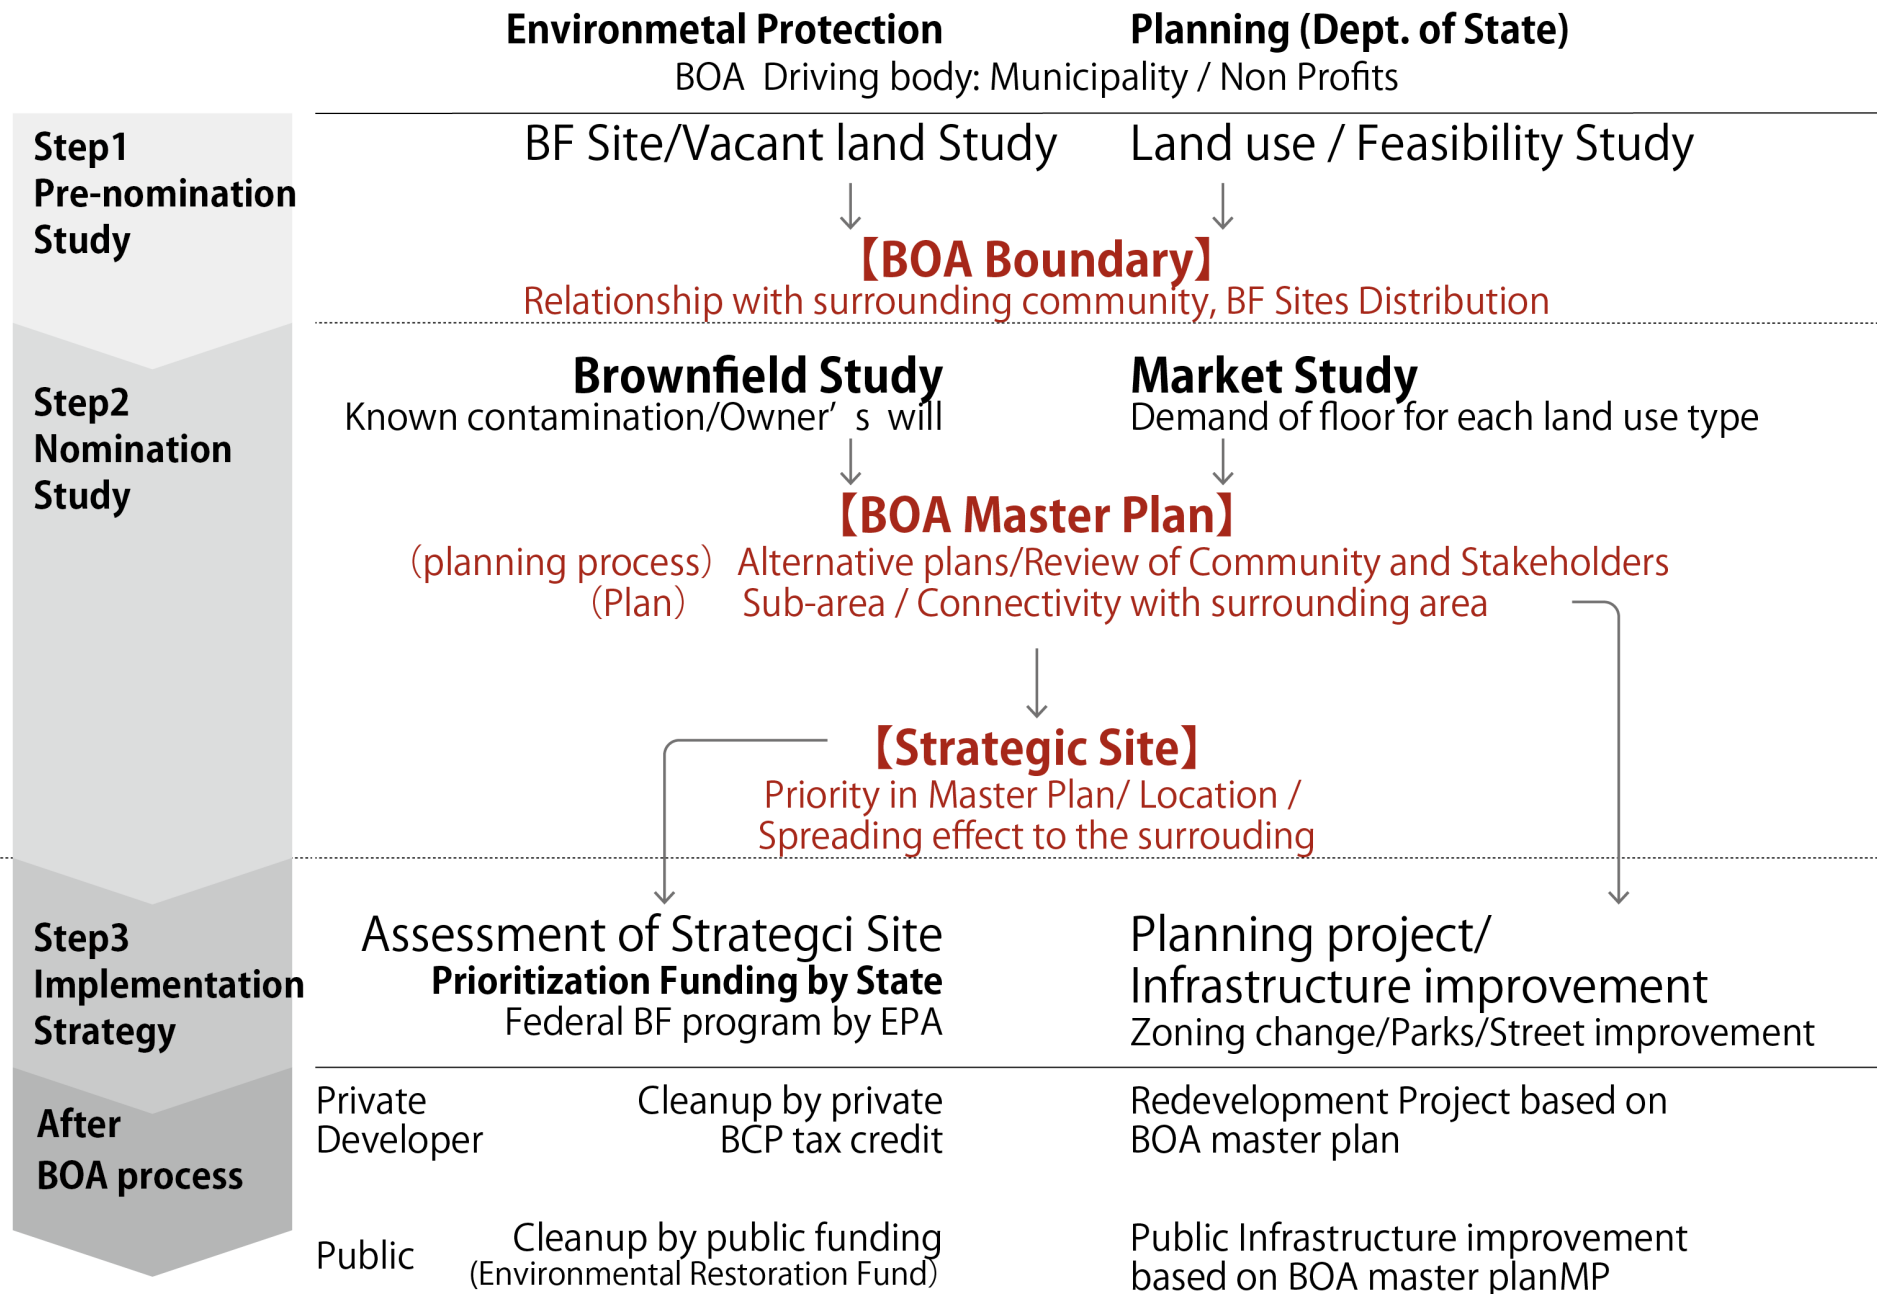 Environmetal Protection
Planning (Dept. of State)
BOA Driving body: Municipality / Non Profits
Step1
Pre-nomination
Study
BF Site/Vacant land Study
Land use / Feasibility Study
【BOA Boundary】
Relationship with surrounding community, BF Sites Distribution
Step2
Nomination
Study
Brownfield Study
Known contamination/Owner’ s will
Market Study
Demand of floor for each land use type
【BOA Master Plan】
(planning process) Alternative plans/Review of Community and Stakeholders
(Plan) Sub-area / Connectivity with surrounding area
【Strategic Site】
Priority in Master Plan/ Location /
Spreading effect to the surrouding
Step3
Implementation
Strategy
Assessment of Strategci Site
Prioritization Funding by State
Federal BF program by EPA
Planning project/
Infrastructure improvement
Zoning change/Parks/Street improvement
After
BOA process
Private
Developer
Cleanup by private
BCP tax credit
Redevelopment Project based on
BOA master plan
Public
Cleanup by public funding
(Environmental Restoration Fund)
Public Infrastructure improvement
based on BOA master planMP